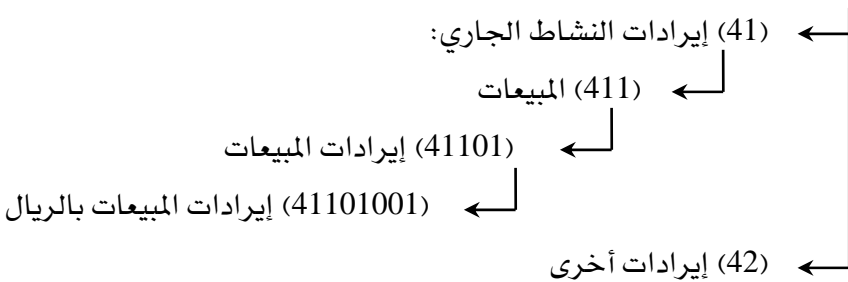 (41) إيرادات النشاط الجاري:
(411) المبيعات
(41101) إيرادات المبيعات
(41101001) إيرادات المبيعات بالريال
(42) إيرادات أخرى